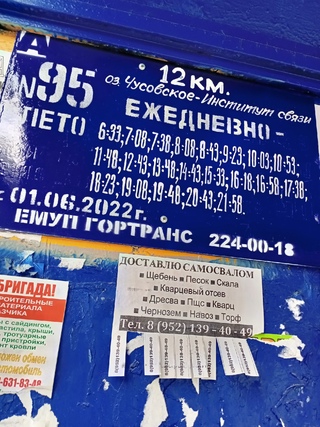 А
12 КМ.
№95
оз. Чусовское-Институт связи
ЛЕТО
ЕЖЕДНЕВНО -
6-33;7-08;7-38;8-08;8-43;9-23;10-03;10-53;
11-48;12-43;13-48;14-43;15-33;16-18;16-58;17-38;
18-23;19-08;19-48;20-43;21-58.
с 01.06.2022г.
ЕМУП ГОРТРАНС 224-00-18
ДОСТАВЛЮ САМОСВАЛОМ
▪ Щебень ▪ Песок ▪ Скала
▪ Кварцевый отсев
▪ Дресва ▪ Пщс ▪ Кварц
▪ Чернозем ▪ Навоз ▪ Торф
Тел. 8 (952) 139 - 40 - 49
БРИГАДА!